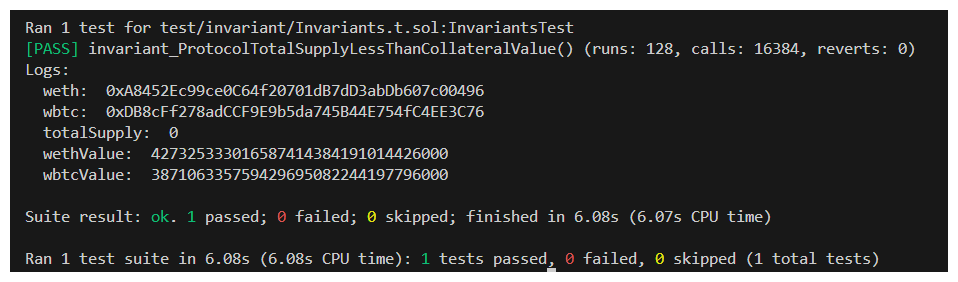 Ran 1 test for test/invariant/Invariants.t.sol:InvariantsTest
[PASS] invariant_ProtocolTotalSupplyLessThanCollateralValue() (runs: 128, calls: 16384, reverts: 0)
Logs:
weth: 0xA8452Ec99ce0C64f20701dB7dD3abDb607c00496
wbtc: 0xDB8cFf278adCCF9E9b5da745B44E754fC4EE3C76
totalSupply: 0
wethValue: 427325333016587414384191014426000
wbtcValue: 387106335759429695082244197796000
Suite result: ok. 1 passed; 0 failed; 0 skipped; finished in 6.08s (6.07s CPU time)
Ran 1 test suite in 6.08s (6.08s CPU time): 1 tests passed, 0 failed, 0 skipped (1 total tests)